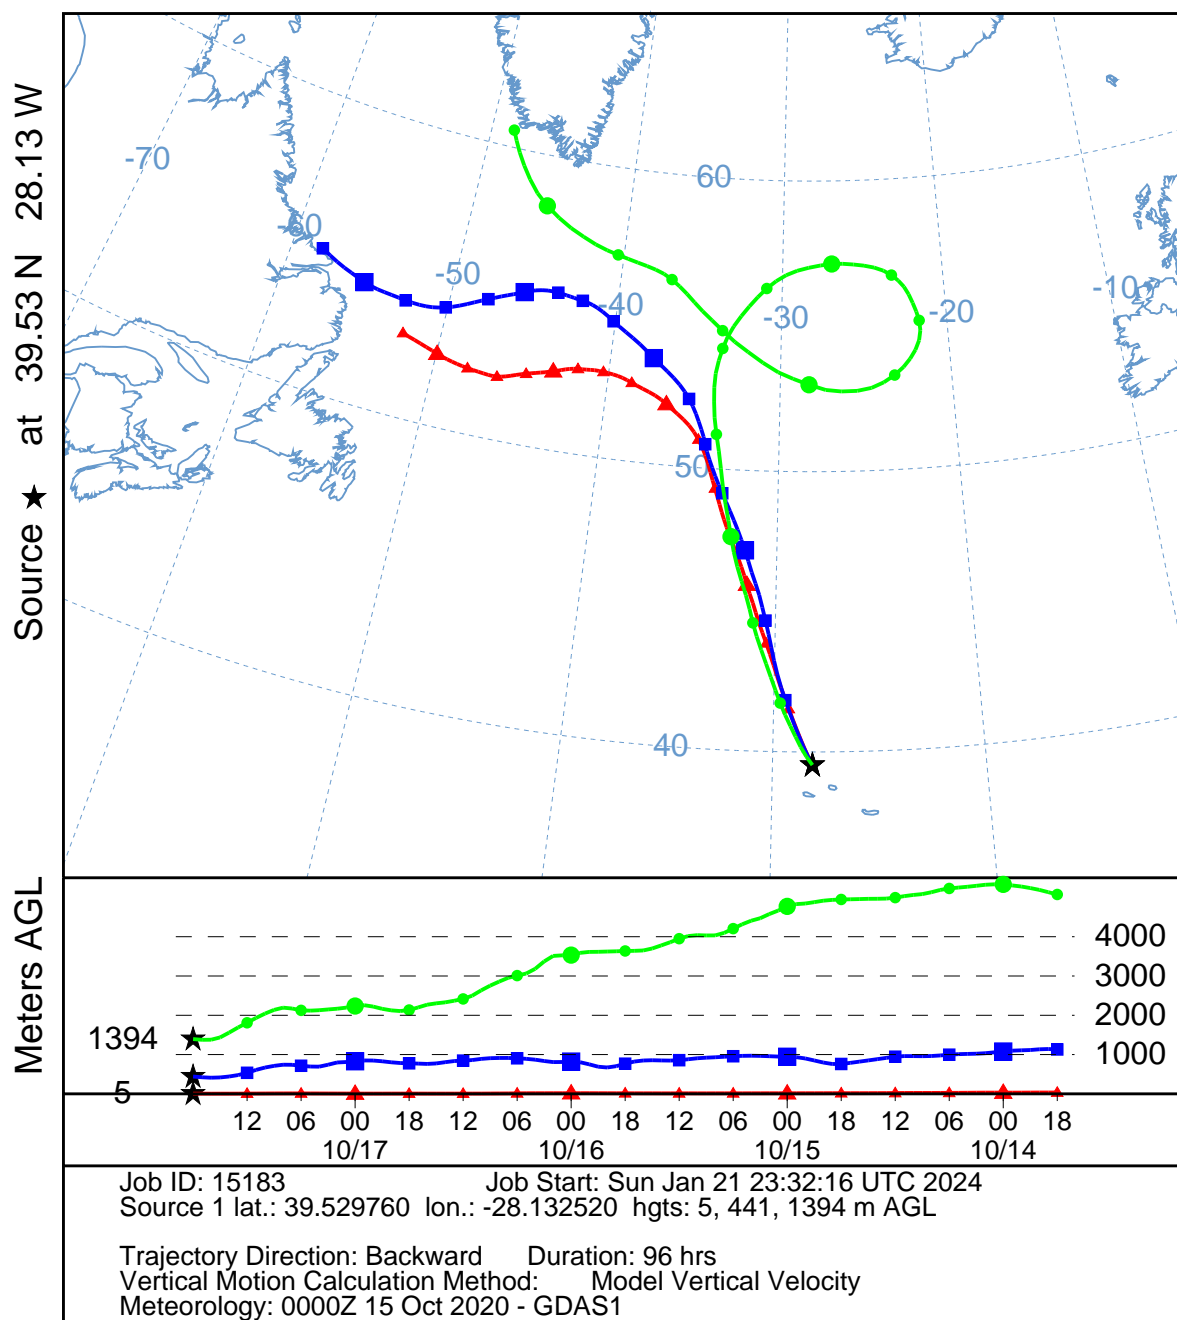 Source ★ at 39.53 N 28.13 W
-70
60
-50
-40
-30
-20
-10
50
40
Meters AGL
1394
5
4000
3000
2000
1000
12 06 00 18 12 06 00 18 12 06 00 18 12 06 00 18
10/17 10/16 10/15 10/14
Job ID: 15183 Job Start: Sun Jan 21 23:32:16 UTC 2024
Source 1 lat.: 39.529760 lon.: -28.132520 hgts: 5, 441, 1394 m AGL
Trajectory Direction: Backward Duration: 96 hrs
Vertical Motion Calculation Method: Model Vertical Velocity
Meteorology: 0000Z 15 Oct 2020 - GDAS1